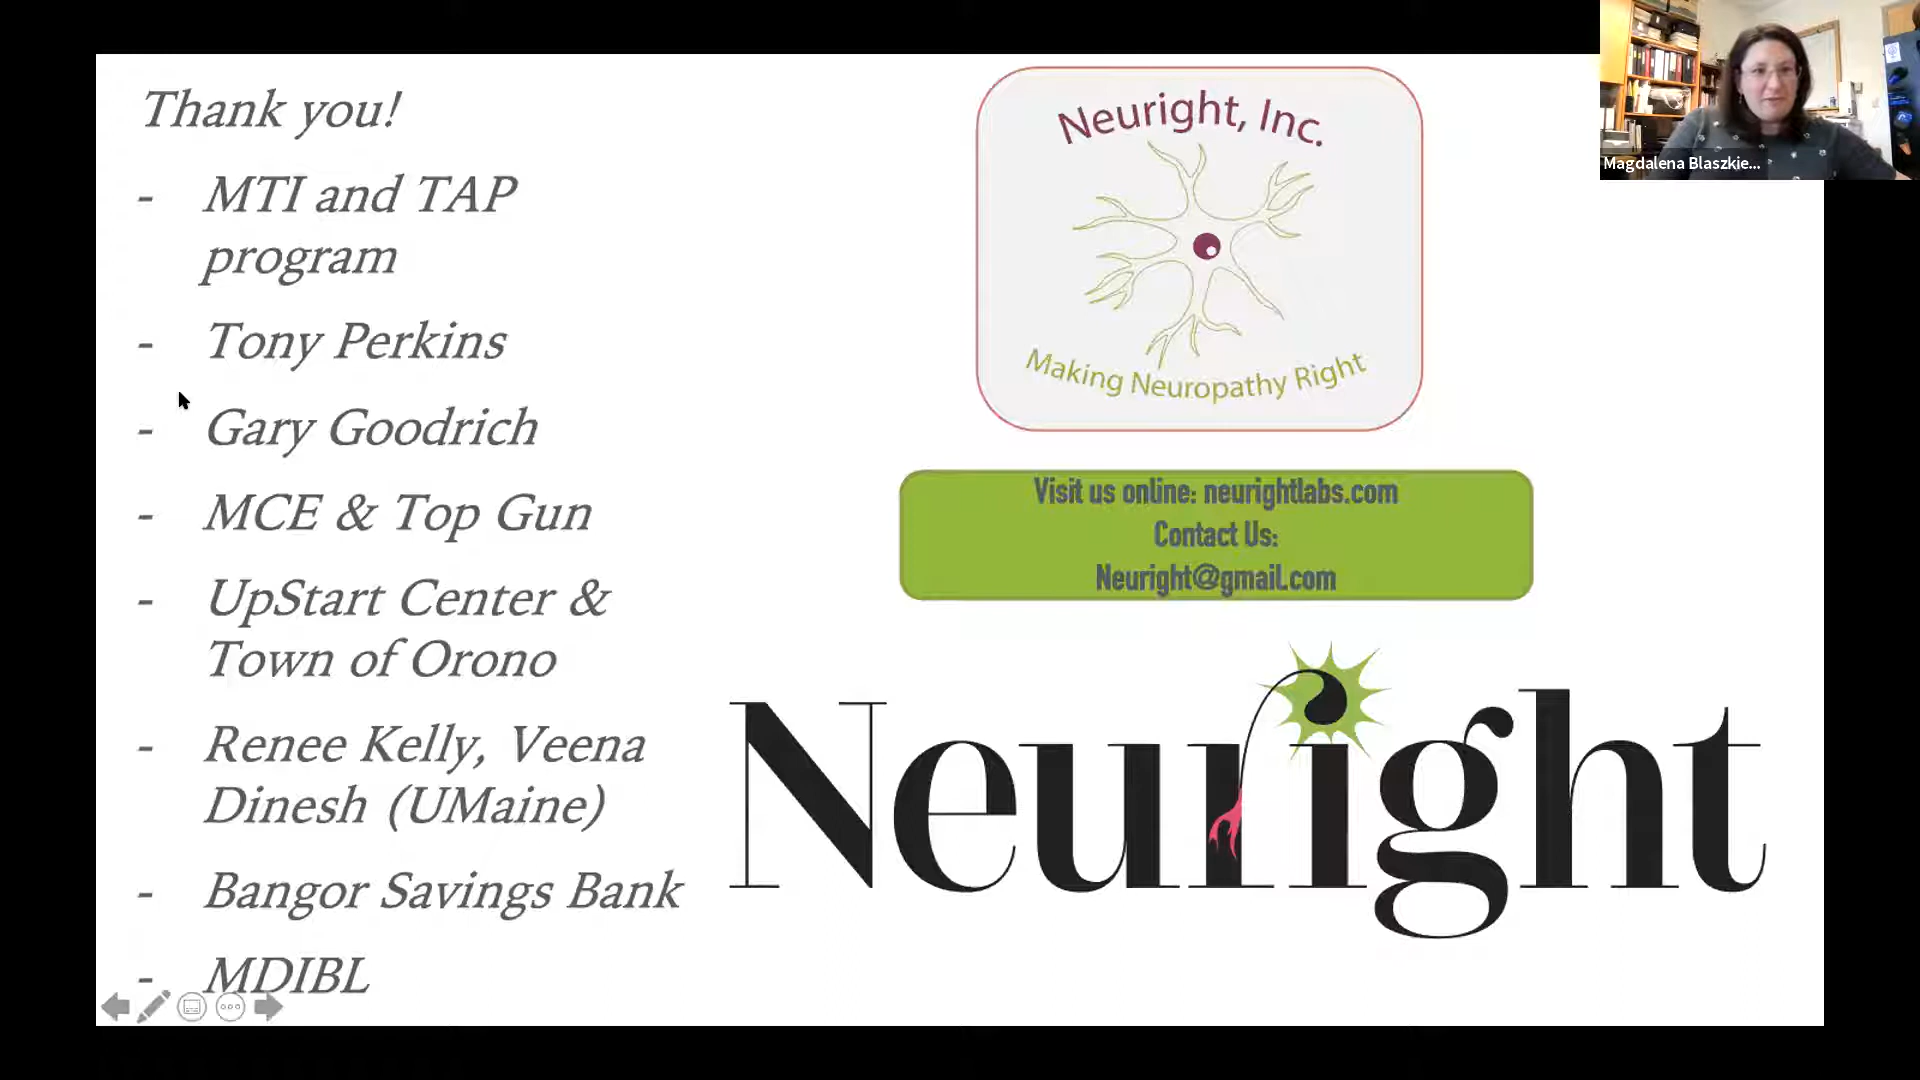 Thank you!
- MTI and TAP
program
- Tony Perkins
- Gary Goodrich
- MCE & Top Gun
- UpStart Center &
Town of Orono
- Renee Kelly, Veena
Dinesh (UMaine)
- Bangor Savings Bank
- MDIBL
Neuright, Inc.
Making Neuropathy Right
Visit us online: neurightlabs.com
Contact Us:
Neuright@gmail.com
Neuright
Magdalena Blaszkie...